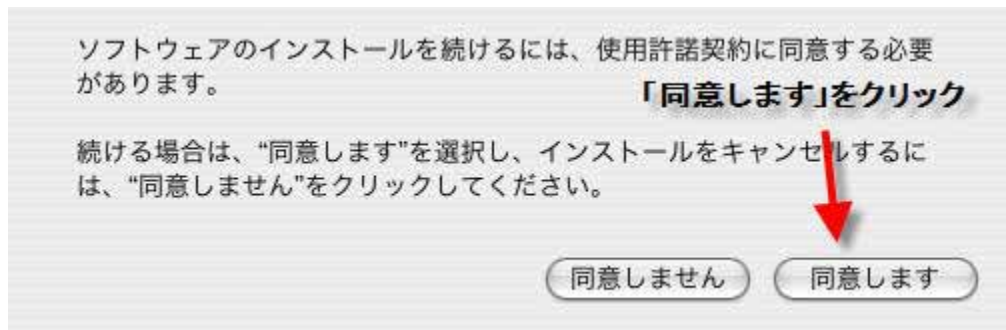 ソフトウェアのインストールを続けるには、使用許諾契約に同意する必要
があります。
「同意します」をクリック
続ける場合は、“同意します”を選択し、インストールをキャンセルするに
は、“同意しません”をクリックしてください。
同意しません
同意します